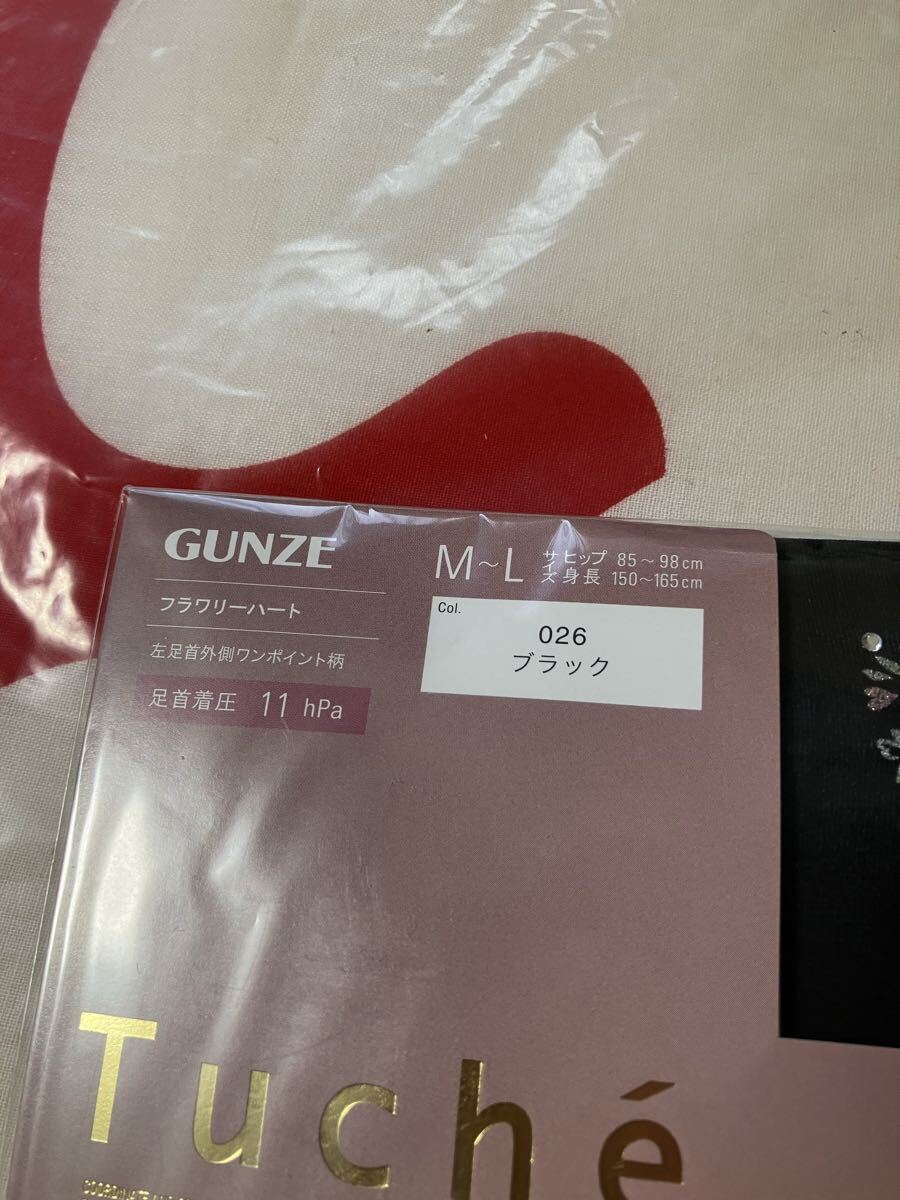 GUNZE
フラワリーハート
左足首外側ワンポイント柄
足首着圧 11 hPa
M~L サイズ ヒップ 85~98cm
身長 150~165cm
Col.
026
ブラック
Tuché